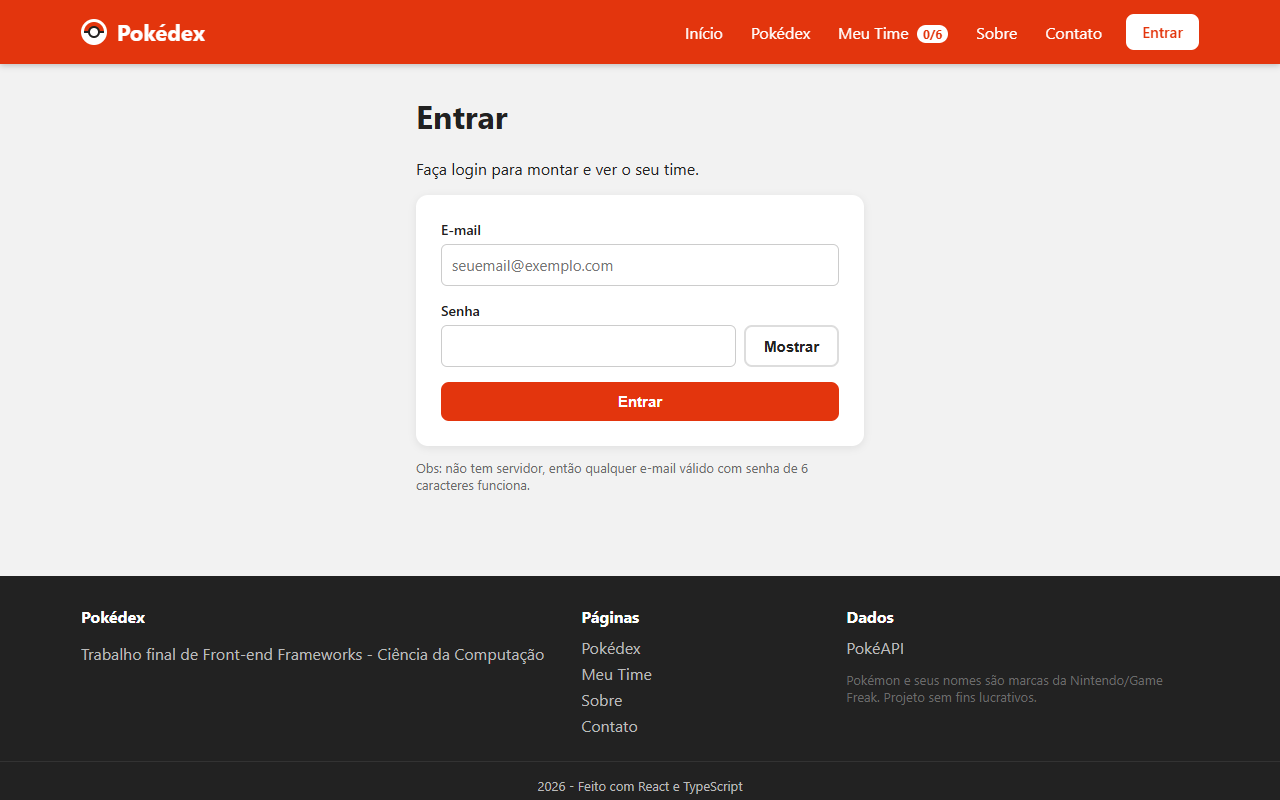 Pokédex
Início
Pokédex
Meu Time 0/6
Sobre
Contato
Entrar
Entrar
Faça login para montar e ver o seu time.
E-mail
seuemail@exemplo.com
Senha
Mostrar
Entrar
Obs: não tem servidor, então qualquer e-mail válido com senha de 6
caracteres funciona.
Pokédex
Trabalho final de Front-end Frameworks - Ciência da Computação
Páginas
Pokédex
Meu Time
Sobre
Contato
Dados
PokéAPI
Pokémon e seus nomes são marcas da Nintendo/Game
Freak. Projeto sem fins lucrativos.
2026 - Feito com React e TypeScript